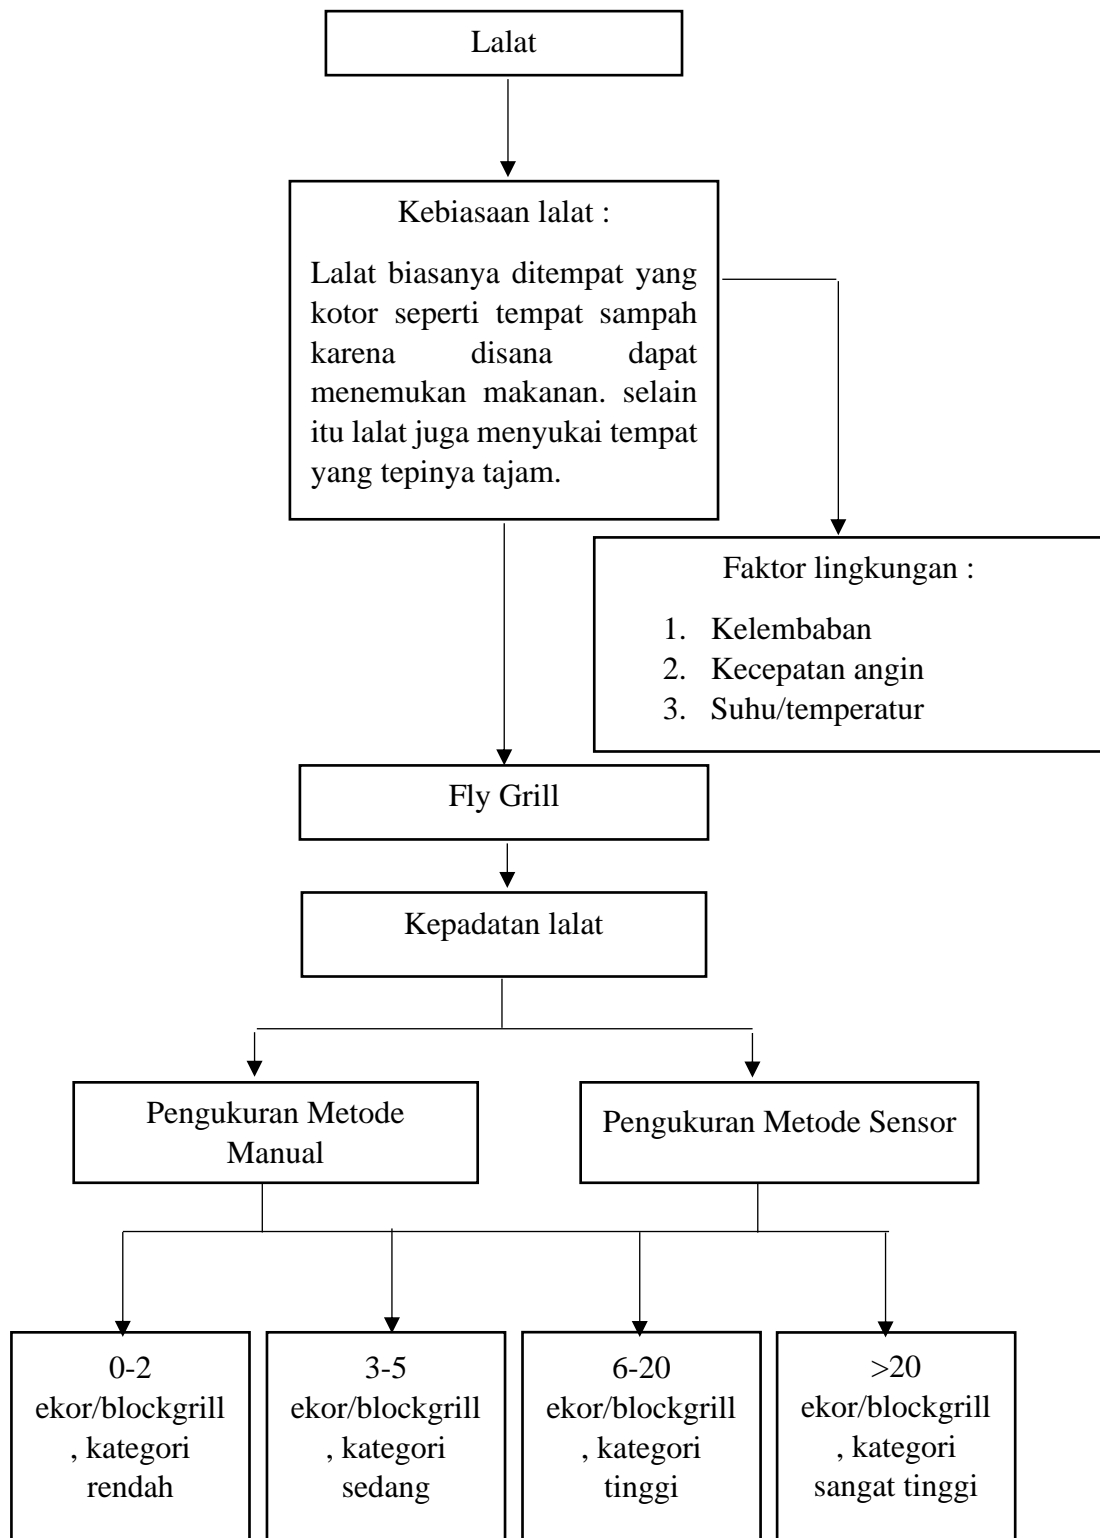 Lalat
Kebiasaan lalat :
Lalat biasanya ditempat yang
kotor seperti tempat sampah
karena disana dapat
menemukan makanan. selain
itu lalat juga menyukai tempat
yang tepinya tajam.
Faktor lingkungan :
1. Kelembaban
2. Kecepatan angin
3. Suhu/temperatur
Fly Grill
Kepadatan lalat
Pengukuran Metode
Manual
Pengukuran Metode Sensor
0-2
ekor/blockgrill
, kategori
rendah
3-5
ekor/blockgrill
, kategori
sedang
6-20
ekor/blockgrill
, kategori
tinggi
>20
ekor/blockgrill
, kategori
sangat tinggi